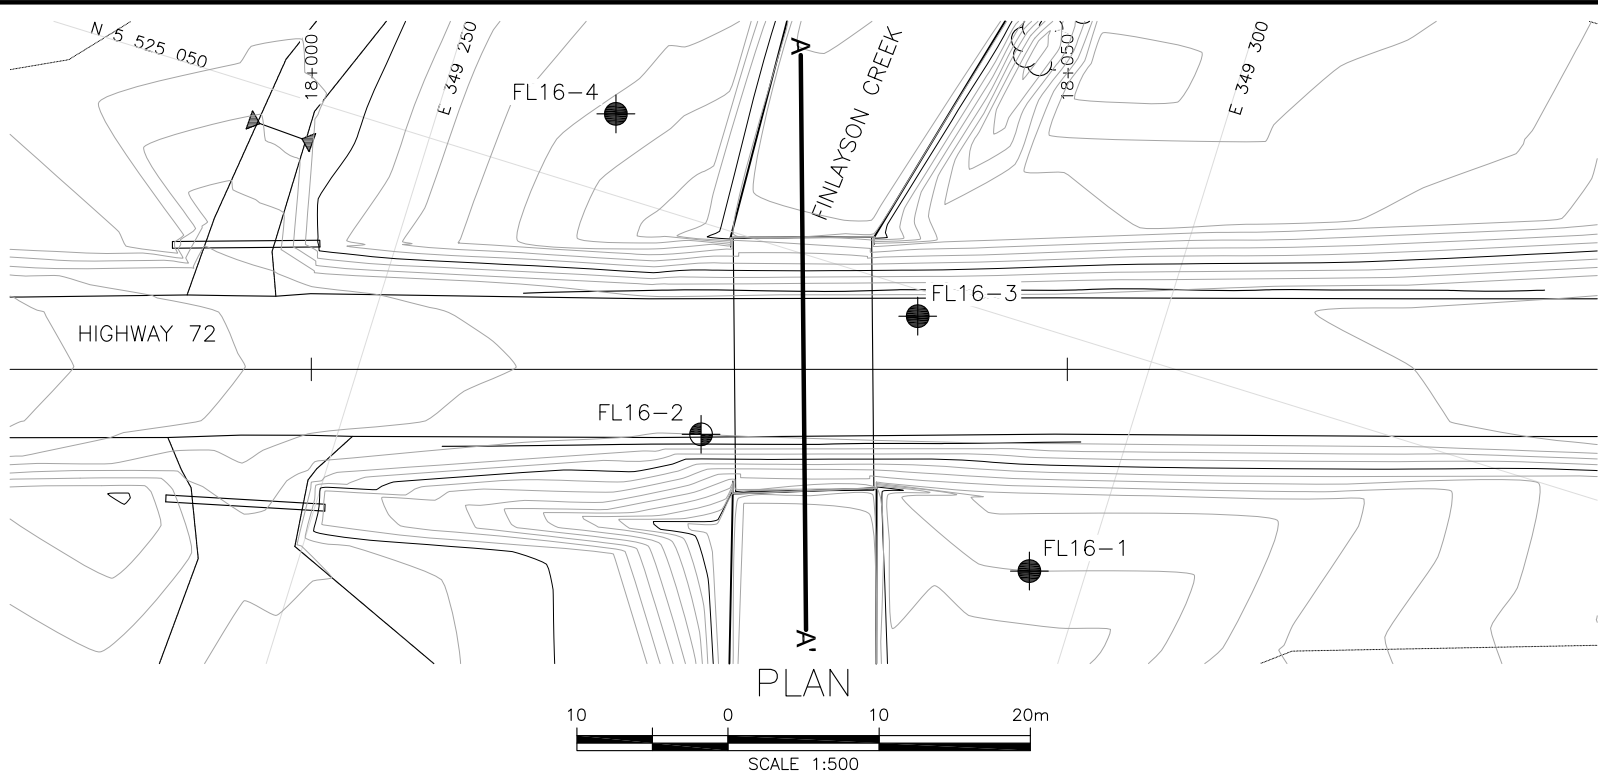 N 5 525 050
18+000
E 349 250
FL16-4
A
FINLAYSON CREEK
18+050
E 349 300
FL16-3
HIGHWAY 72
FL16-2
FL16-1
A'
PLAN
10 0 10 20m
SCALE 1:500